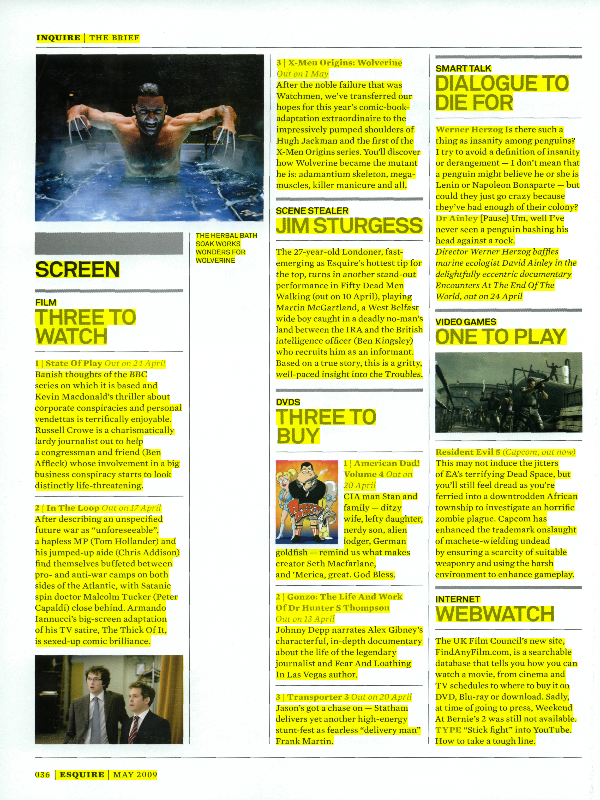 INQUIRE | THE BRIEF
THE HERBAL BATH
SOAK WORKS
WONDERS FOR
WOLVERINE
SCREEN
FILM
THREE TO
WATCH
1 | State Of Play Out on 24 April
Banish thoughts of the BBC
series on which it is based and
Kevin Macdonald's thriller about
corporate conspiracies and personal
vendettas is terrifically enjoyable.
Russell Crowe is a charismatically
lardy journalist out to help
a congressman and friend (Ben
Affleck) whose involvement in a big
business conspiracy starts to look
distinctly life-threatening.
2 | In The Loop Out on 17 April
After describing an unspecified
future war as "unforeseeable",
a hapless MP (Tom Hollander) and
his jumped-up aide (Chris Addison)
find themselves buffeted between
pro- and anti-war camps on both
sides of the Atlantic, with Satanic
spin doctor Malcolm Tucker (Peter
Capaldi) close behind. Armando
Iannucci's big-screen adaptation
of his TV satire, The Thick Of It,
is sexed-up comic brilliance.
3 | X-Men Origins: Wolverine
Out on 1 May
After the noble failure that was
Watchmen, we've transferred our
hopes for this year's comic-book-
adaptation extraordinaire to the
impressively pumped shoulders of
Hugh Jackman and the first of the
X-Men Origins series. You'll discover
how Wolverine became the mutant
he is: adamantium skeleton, mega-
muscles, killer manicure and all.
SCENE STEALER
JIM STURGESS
The 27-year-old Londoner, fast-
emerging as Esquire's hottest tip for
the top, turns in another stand-out
performance in Fifty Dead Men
Walking (out on 10 April), playing
Martin McGartland, a West Belfast
wide boy caught in a deadly no-man's
land between the IRA and the British
intelligence officer (Ben Kingsley)
who recruits him as an informant.
Based on a true story, this is a gritty,
well-paced insight into the Troubles.
DVDS
THREE TO
BUY
1 | American Dad!
Volume 4 Out on
20 April
CIA man Stan and
family — ditzy
wife, lefty daughter,
nerdy son, alien
lodger, German
goldfish — remind us what makes
creator Seth Macfarlane,
and 'Merica, great. God Bless.
2 | Gonzo: The Life And Work
Of Dr Hunter S Thompson
Out on 13 April
Johnny Depp narrates Alex Gibney's
characterful, in-depth documentary
about the life of the legendary
journalist and Fear And Loathing
In Las Vegas author.
3 | Transporter 3 Out on 20 April
Jason's got a chase on — Statham
delivers yet another high-energy
stunt-fest as fearless "delivery man"
Frank Martin.
SMART TALK
DIALOGUE TO
DIE FOR
Werner Herzog Is there such a
thing as insanity among penguins?
I try to avoid a definition of insanity
or derangement — I don't mean that
a penguin might believe he or she is
Lenin or Napoleon Bonaparte — but
could they just go crazy because
they've had enough of their colony?
Dr Ainley [Pause] Um, well I've
never seen a penguin bashing his
head against a rock.
Director Werner Herzog baffles
marine ecologist David Ainley in the
delightfully eccentric documentary
Encounters At The End Of The
World, out on 24 April
VIDEO GAMES
ONE TO PLAY
Resident Evil 5 (Capcom, out now)
This may not induce the jitters
of EA's terrifying Dead Space, but
you'll still feel dread as you're
ferried into a downtrodden African
township to investigate an horrific
zombie plague. Capcom has
enhanced the trademark onslaught
of machete-wielding undead
by ensuring a scarcity of suitable
weaponry and using the harsh
environment to enhance gameplay.
INTERNET
WEBWATCH
The UK Film Council's new site,
FindAnyFilm.com, is a searchable
database that tells you how you can
watch a movie, from cinema and
TV schedules to where to buy it on
DVD, Blu-ray or download. Sadly,
at time of going to press, Weekend
At Bernie's 2 was still not available.
TYPE "Stick fight" into YouTube.
How to take a tough line.
036 | ESQUIRE | MAY 2009